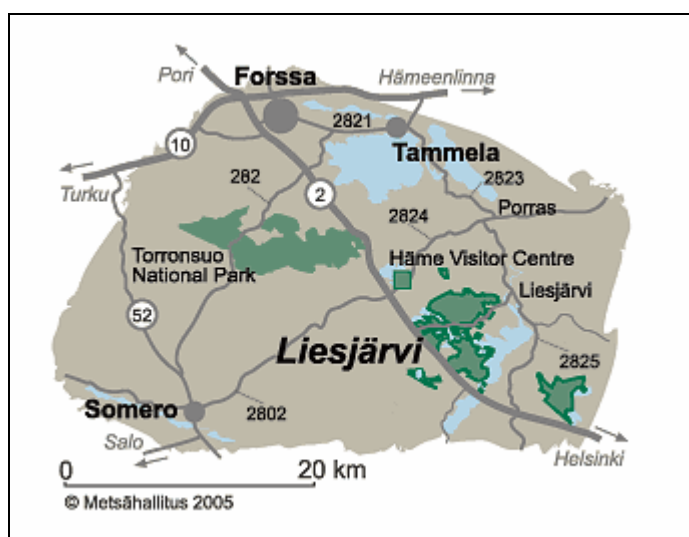 Pori
Forssa
Hämeenlinna
2821
10
Tammela
Turku
282
2
2823
2824
Porras
Torronsuo
National Park
Häme Visitor Centre
Liesjärvi
52
Liesjärvi
2825
Somero
2802
Salo
Helsinki
0 20 km
© Metsähallitus 2005